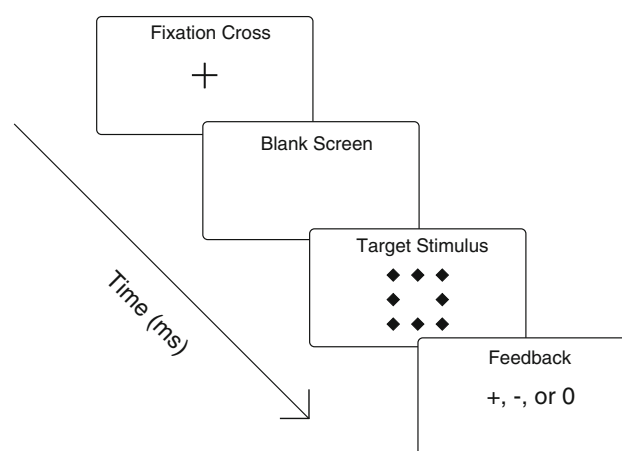 Fixation Cross
Blank Screen
Target Stimulus
Feedback
+, -, or 0
Time (ms)